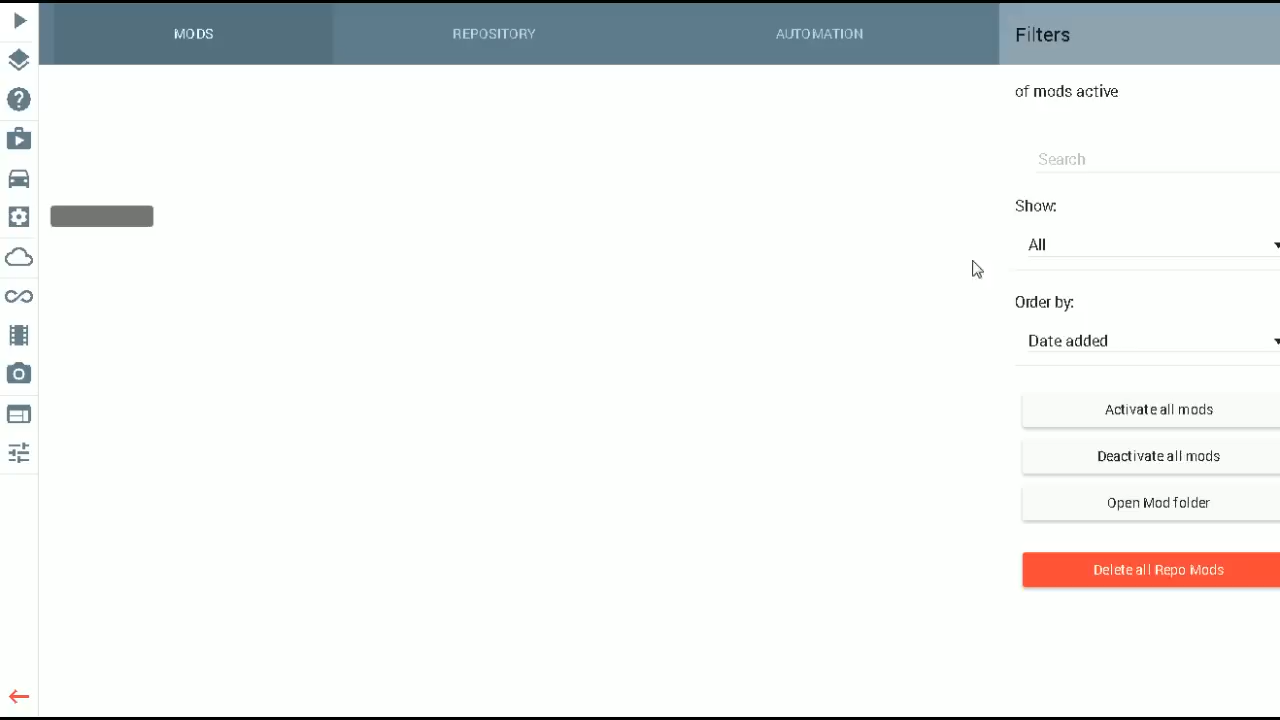 MODS
REPOSITORY
AUTOMATION
Filters
of mods active
Search
Show:
All
Order by:
Date added
Activate all mods
Deactivate all mods
Open Mod folder
Delete all Repo Mods